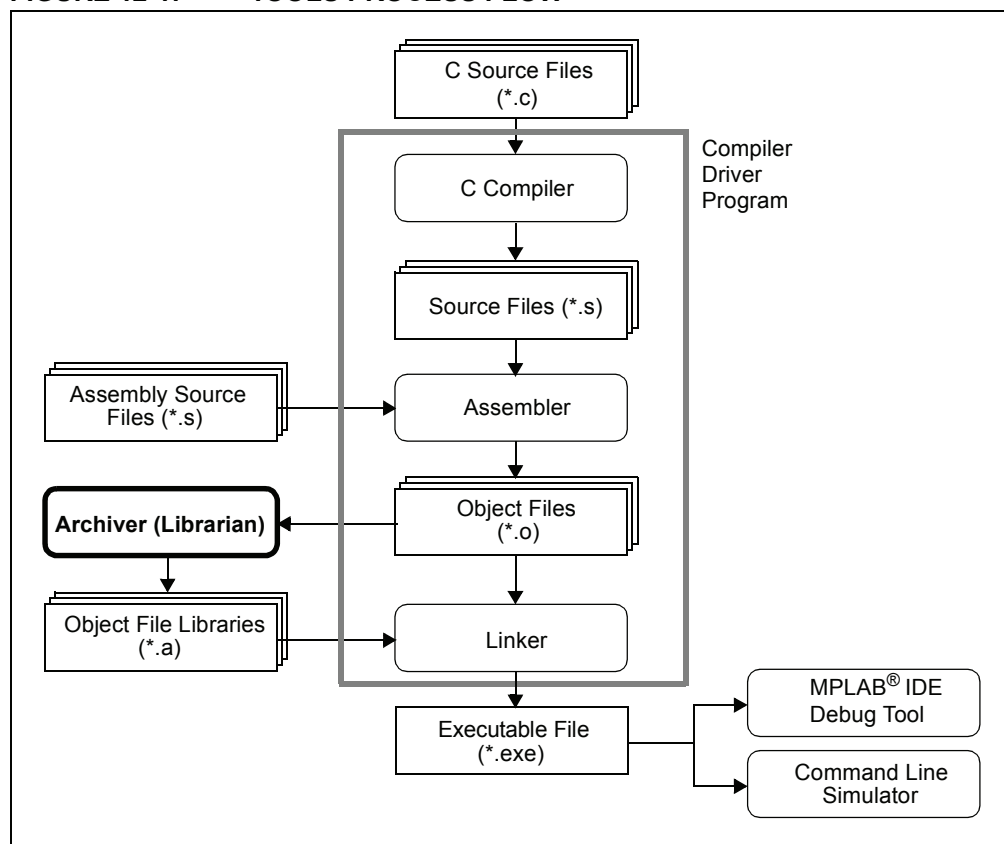 C Source Files
(*.c)
Compiler
Driver
Program
C Compiler
Source Files (*.s)
Assembly Source
Files (*.s)
Assembler
Archiver (Librarian)
Object Files
(*.o)
Object File Libraries
(*.a)
Linker
MPLAB® IDE
Debug Tool
Executable File
(*.exe)
Command Line
Simulator